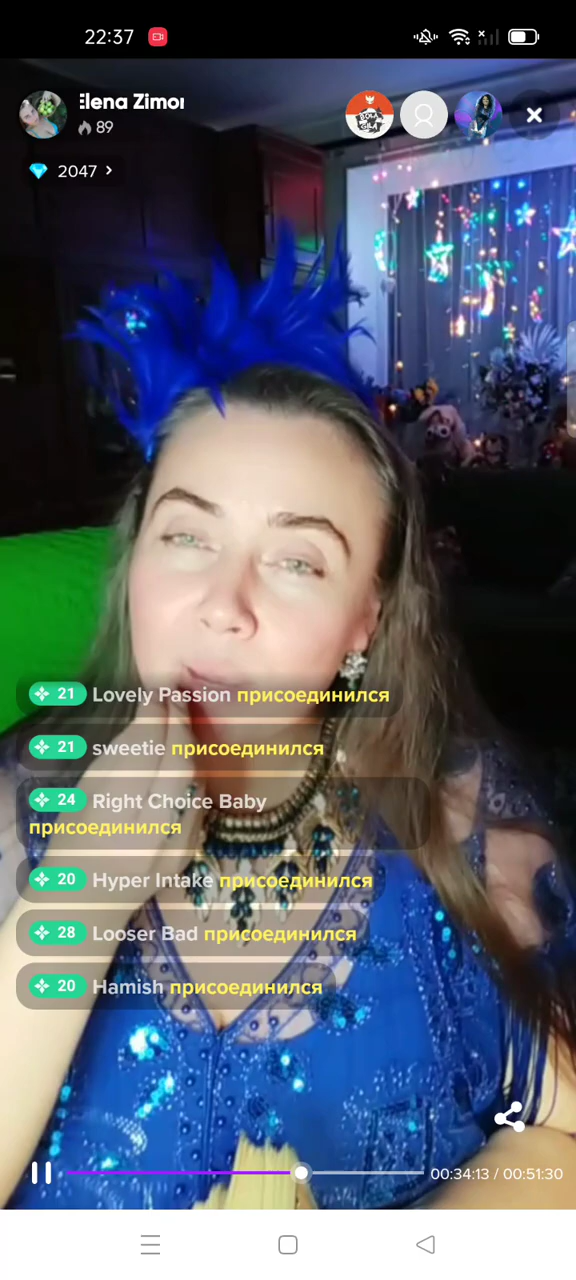 22:37
Elena Zimor
89
2047
21 Lovely Passion присоединился
21 sweetie присоединился
24 Right Choice Baby
присоединился
20 Hyper Intake присоединился
28 Looser Bad присоединился
20 Hamish присоединился
00:34:13 / 00:51:30